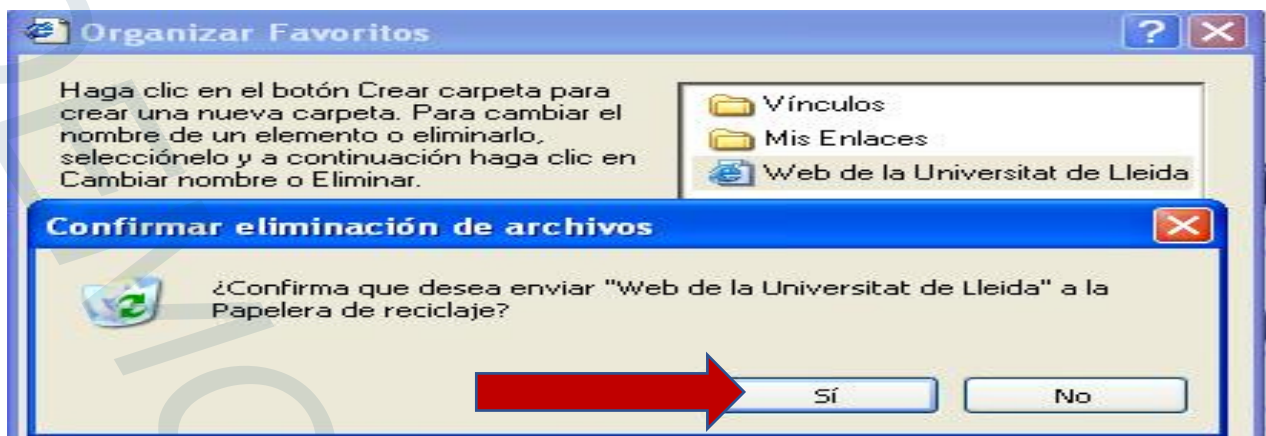 Organizar Favoritos
Haga clic en el botón Crear carpeta para
crear una nueva carpeta. Para cambiar el
nombre de un elemento o eliminarlo,
selecciónelo y a continuación haga clic en
Cambiar nombre o Eliminar.
Vínculos
Mis Enlaces
Web de la Universitat de Lleida
Confirmar eliminación de archivos
¿Confirma que desea enviar "Web de la Universitat de Lleida" a la
Papelera de reciclaje?
Sí
No